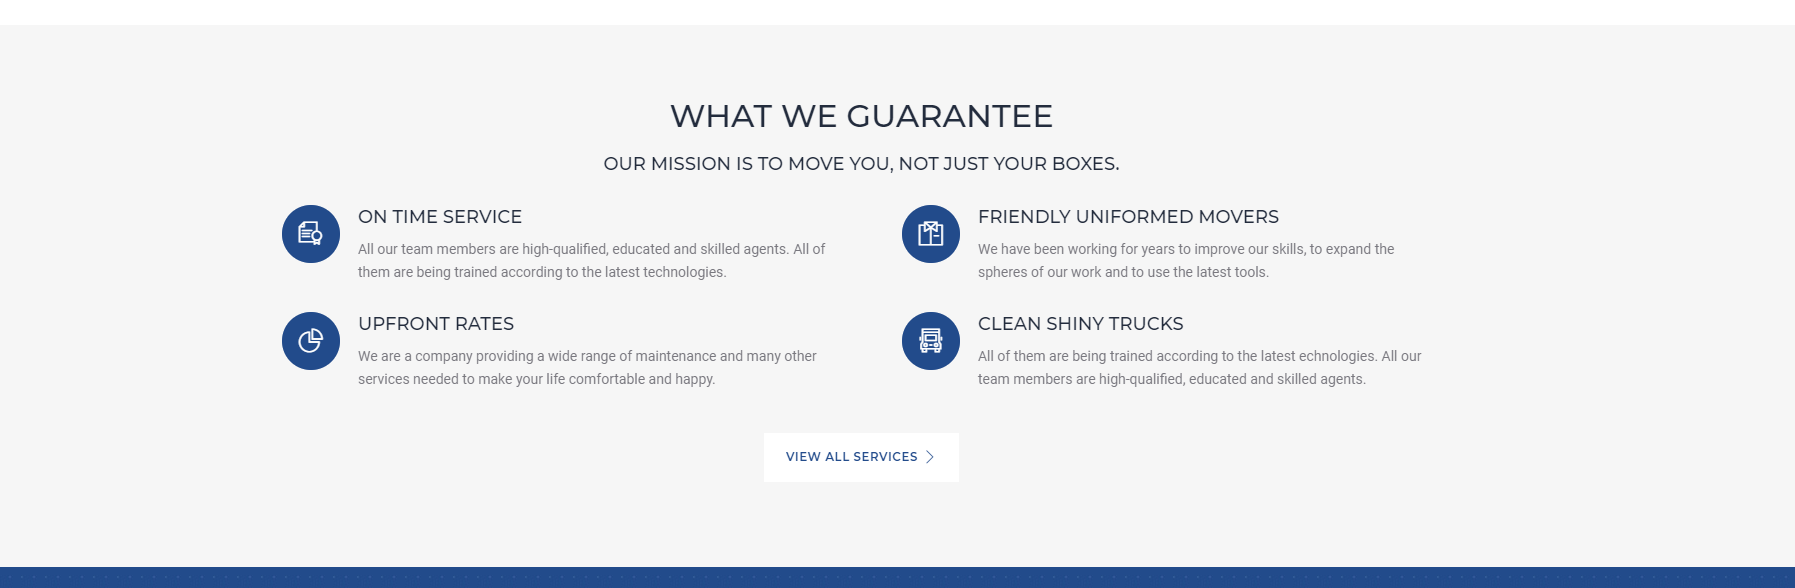 WHAT WE GUARANTEE
OUR MISSION IS TO MOVE YOU, NOT JUST YOUR BOXES.
ON TIME SERVICE
All our team members are high-qualified, educated and skilled agents. All of
them are being trained according to the latest technologies.
FRIENDLY UNIFORMED MOVERS
We have been working for years to improve our skills, to expand the
spheres of our work and to use the latest tools.
UPFRONT RATES
We are a company providing a wide range of maintenance and many other
services needed to make your life comfortable and happy.
CLEAN SHINY TRUCKS
All of them are being trained according to the latest echnologies. All our
team members are high-qualified, educated and skilled agents.
VIEW ALL SERVICES